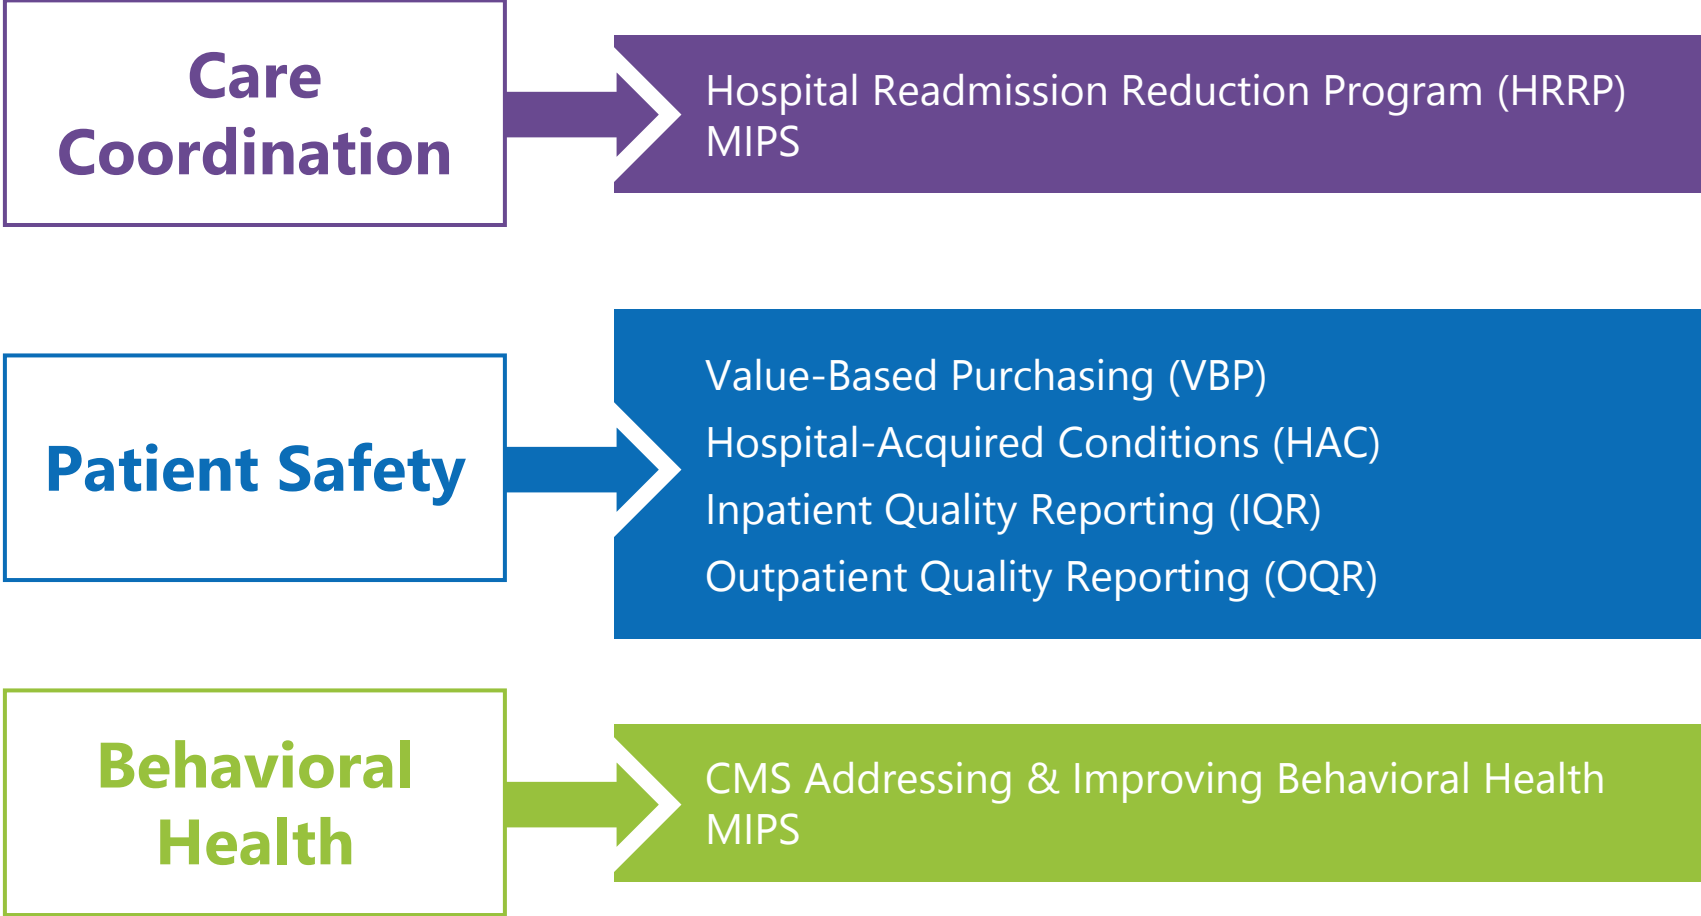 Care
Coordination
Hospital Readmission Reduction Program (HRRP)
MIPS
Patient Safety
Value-Based Purchasing (VBP)
Hospital-Acquired Conditions (HAC)
Inpatient Quality Reporting (IQR)
Outpatient Quality Reporting (OQR)
Behavioral
Health
CMS Addressing & Improving Behavioral Health
MIPS